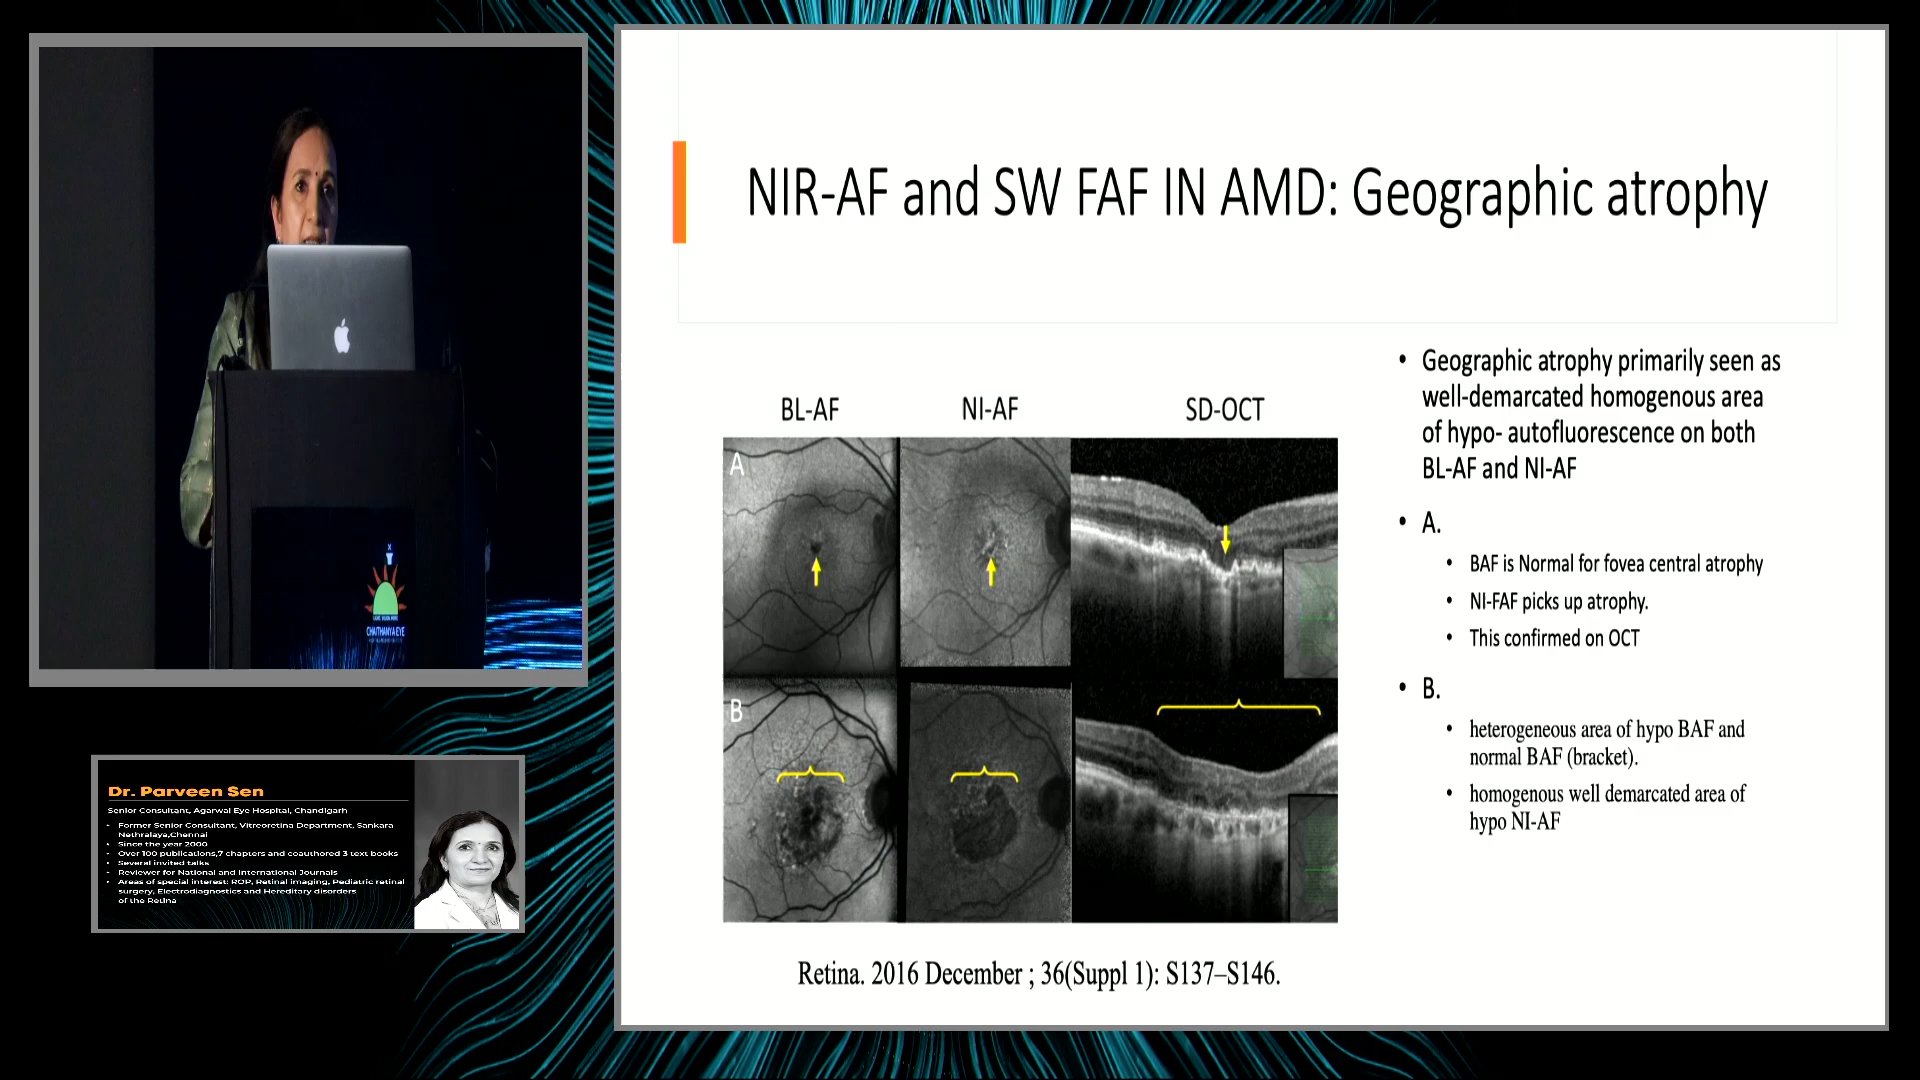 NIR-AF and SW FAF IN AMD: Geographic atrophy
BL-AF
NI-AF
SD-OCT
A
B
• Geographic atrophy primarily seen as
well-demarcated homogenous area
of hypo- autofluorescence on both
BL-AF and NI-AF
• A.
• BAF is Normal for fovea central atrophy
• NI-FAF picks up atrophy.
• This confirmed on OCT
• B.
• heterogeneous area of hypo BAF and
normal BAF (bracket).
• homogenous well demarcated area of
hypo NI-AF
Retina. 2016 December ; 36(Suppl 1): S137–S146.
CHAITHANYA EYE
Dr. Parveen Sen
Senior Consultant, Agarwal Eye Hospital, Chandigarh
• Former Senior Consultant, Vitreoretina Department, Sankara
Nethralaya,Chennai
• Since the year 2000
• Over 100 publications,7 chapters and coauthored 3 text books
• Several invited talks
• Reviewer for National and International Journals
• Areas of special interest: ROP, Retinal imaging, Pediatric retinal
surgery, Electrodiagnostics and Hereditary disorders
of the Retina